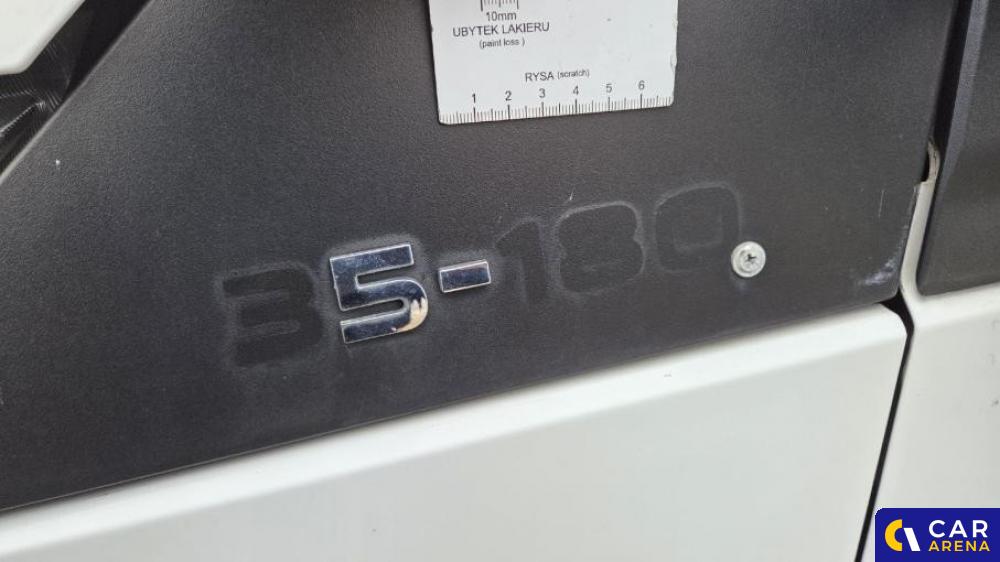 10mm
UBYTEK LAKIERU
(paint loss )
RYSA (scratch)
1 2 3 4 5 6
35-180
CAR
ARENA